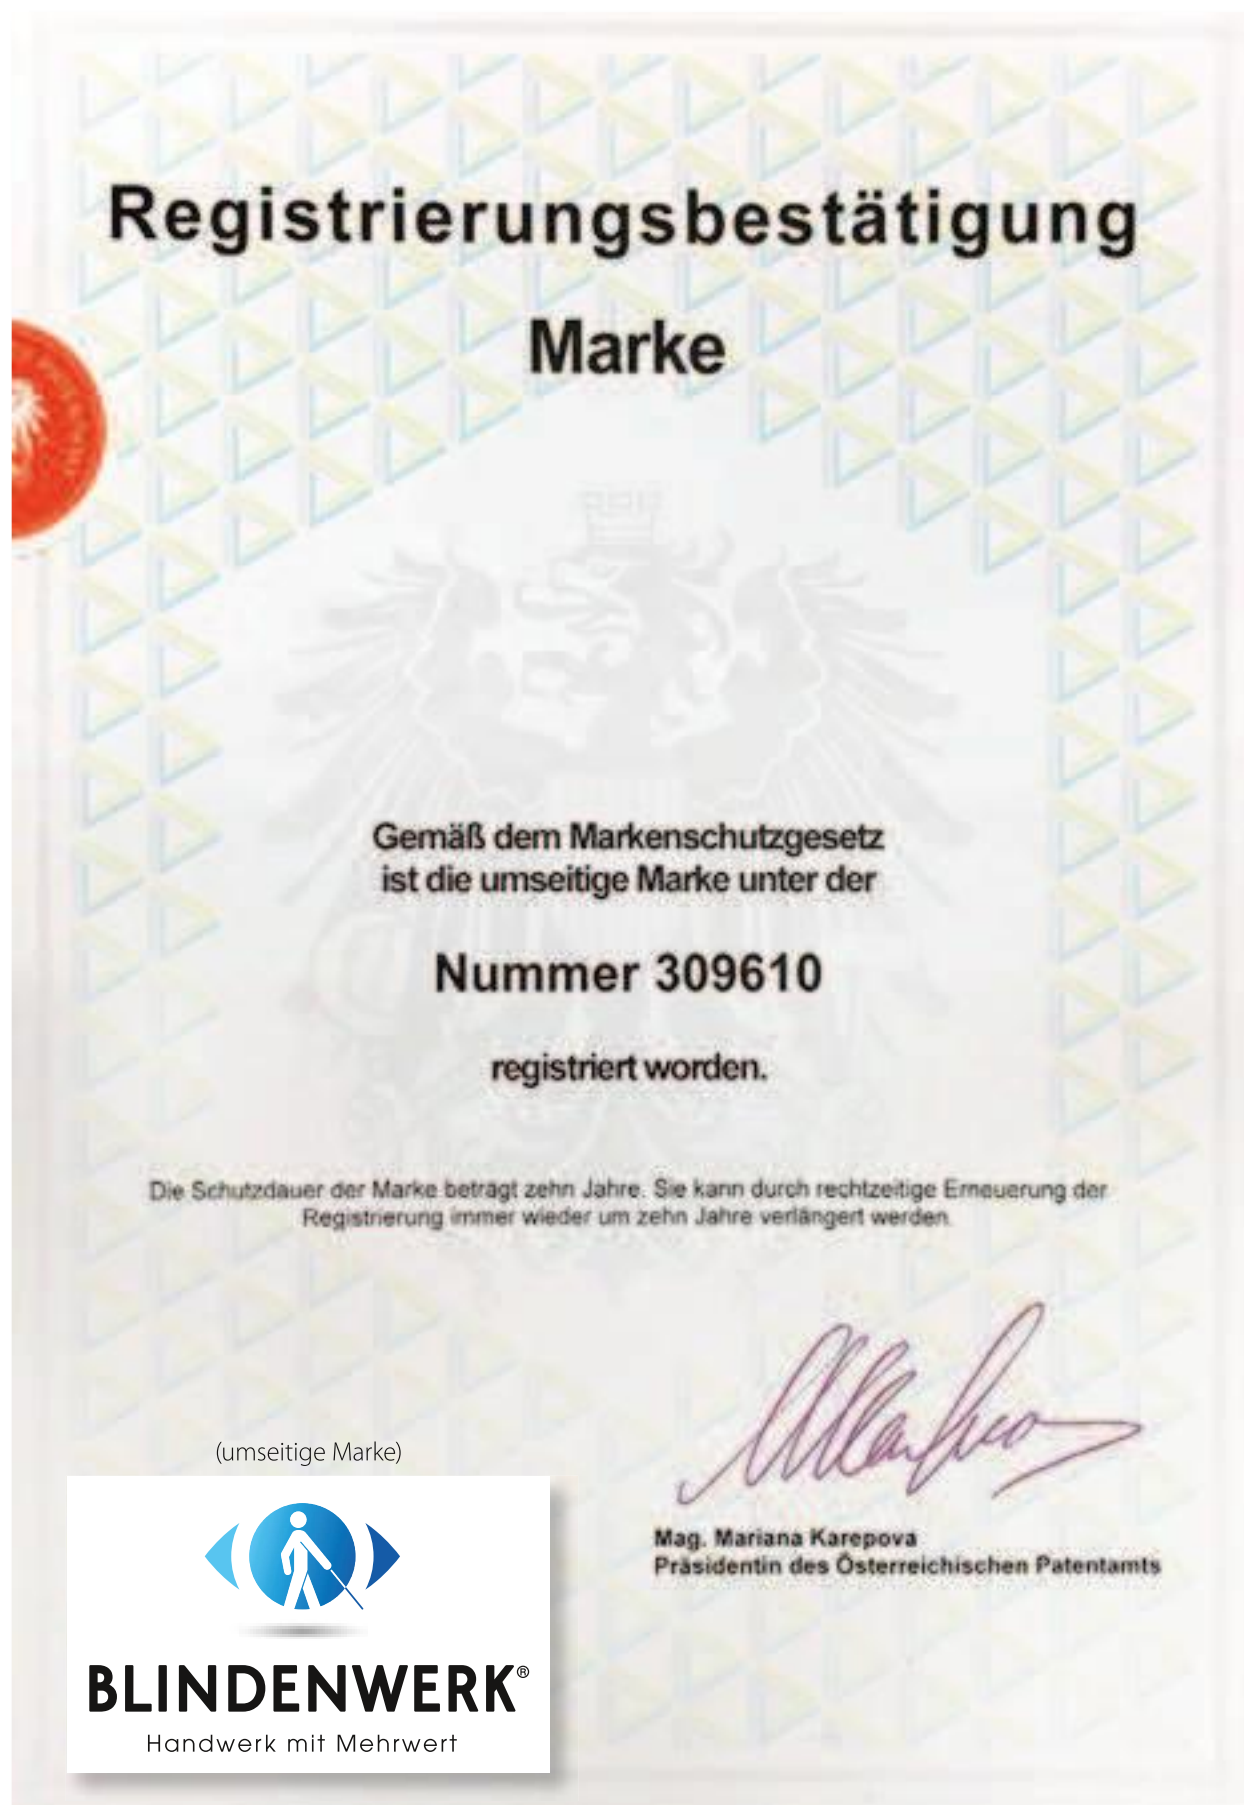 Registrierungsbestätigung
Marke
Gemäß dem Markenschutzgesetz
ist die umseitige Marke unter der
Nummer 309610
registriert worden.
Die Schutzdauer der Marke beträgt zehn Jahre. Sie kann durch rechtzeitige Erneuerung der
Registrierung immer wieder um zehn Jahre verlängert werden.
(umseitige Marke)
Mag. Mariana Karepova
Präsidentin des Österreichischen Patentamts
BLINDENWERK®
Handwerk mit Mehrwert